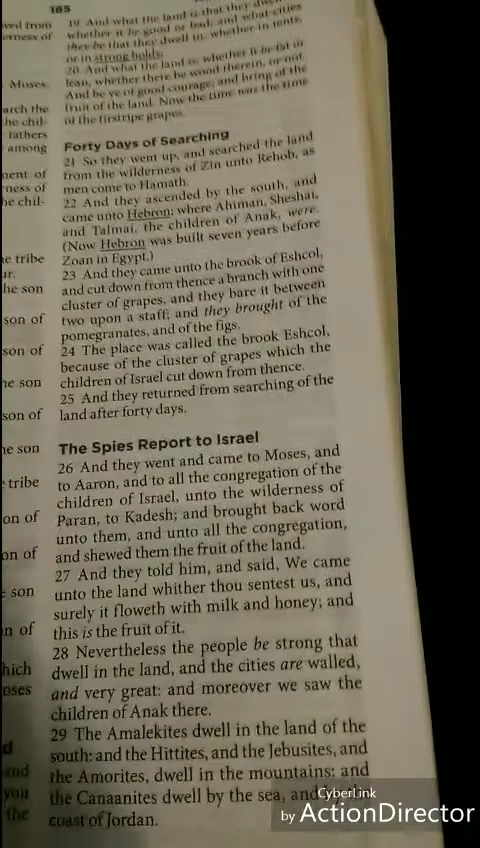 185
ved from
erness of
Moses.
arch the
he chil-
fathers
among
ment of
rness of
he chil-
e tribe
ur.
he son
son of
son of
he son
son of
he son
tribe
on of
on of
son
n of
hich
oses
d
and
you
the
19 And what the land is that they dwell
whether it be good or bad; and what cities
they be that they dwell in, whether in tents,
or in strong holds;
20 And what the land is, whether it be fat or
lean, whether there be wood therein, or not.
And be ye of good courage, and bring of the
fruit of the land. Now the time was the time
of the firstripe grapes.
Forty Days of Searching
21 So they went up, and searched the land
from the wilderness of Zin unto Rehob, as
men come to Hamath.
22 And they ascended by the south, and
came unto Hebron; where Ahiman, Sheshai,
and Talmai, the children of Anak, were.
(Now Hebron was built seven years before
Zoan in Egypt.)
23 And they came unto the brook of Eshcol,
and cut down from thence a branch with one
cluster of grapes, and they bare it between
two upon a staff; and they brought of the
pomegranates, and of the figs.
24 The place was called the brook Eshcol,
because of the cluster of grapes which the
children of Israel cut down from thence.
25 And they returned from searching of the
land after forty days.
The Spies Report to Israel
26 And they went and came to Moses, and
to Aaron, and to all the congregation of the
children of Israel, unto the wilderness of
Paran, to Kadesh; and brought back word
unto them, and unto all the congregation,
and shewed them the fruit of the land.
27 And they told him, and said, We came
unto the land whither thou sentest us, and
surely it floweth with milk and honey; and
this is the fruit of it.
28 Nevertheless the people be strong that
dwell in the land, and the cities are walled,
and very great: and moreover we saw the
children of Anak there.
29 The Amalekites dwell in the land of the
south: and the Hittites, and the Jebusites, and
the Amorites, dwell in the mountains: and
the Canaanites dwell by the sea, and
coast of Jordan.
CyberLink
by ActionDirector